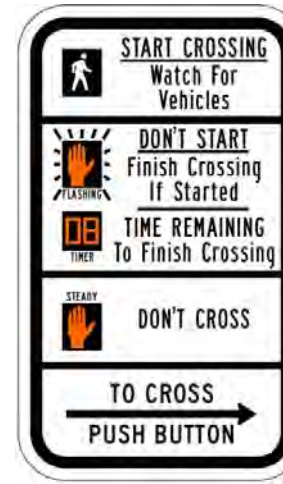 START CROSSING
Watch For
Vehicles
FLASHING
DON'T START
Finish Crossing
If Started
08
TIMER
TIME REMAINING
To Finish Crossing
STEADY
DON'T CROSS
TO CROSS
PUSH BUTTON